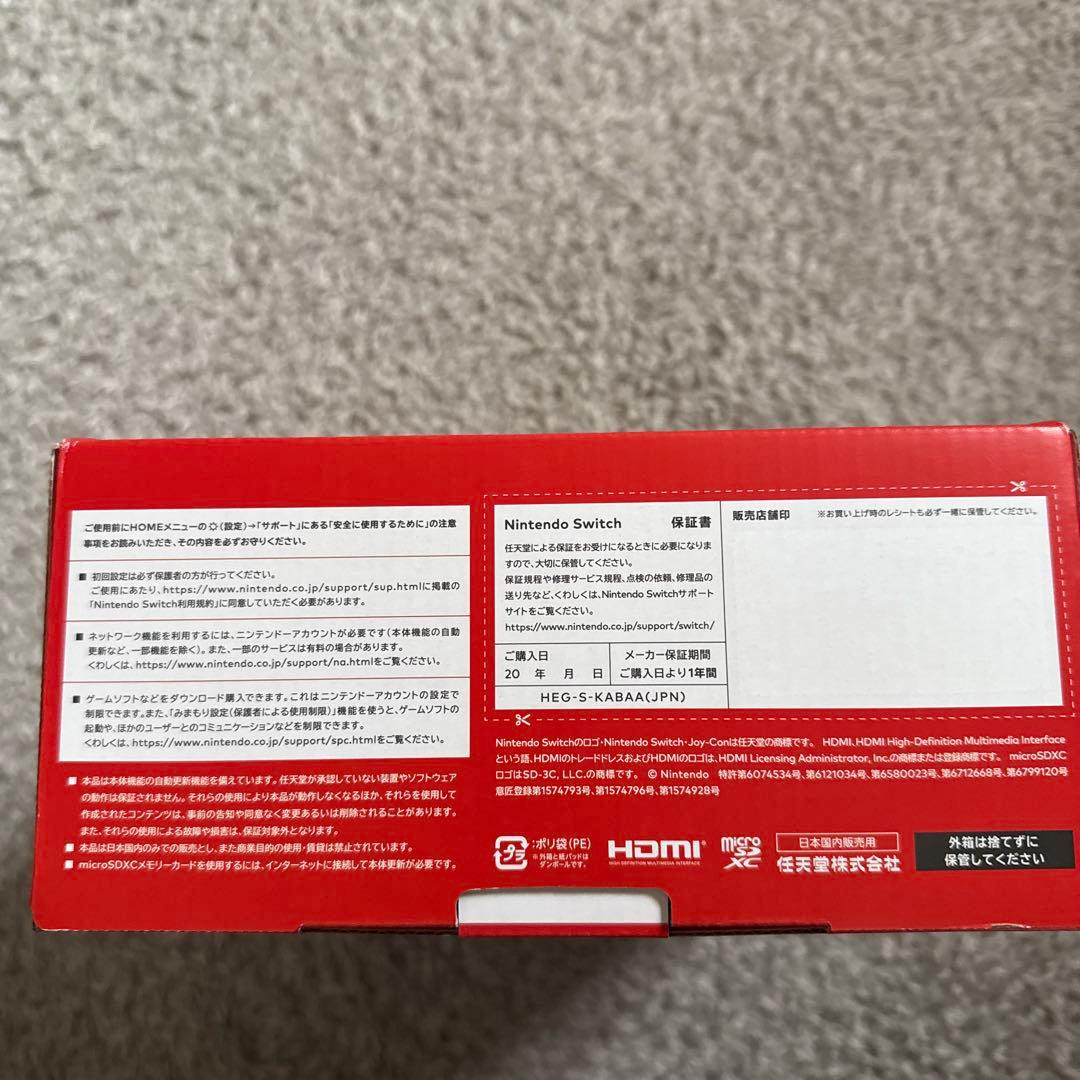 ご使用前にHOMEメニューの(設定)→「サポート」にある「安全に使用するために」の注意
事項をお読みいただき、その内容を必ずお守りください。
■ 初回設定は必ず保護者の方が行ってください。
ご使用にあたり、https://www.nintendo.co.jp/support/sup.htmlに掲載の
「Nintendo Switch利用規約」に同意していただく必要があります。
■ ネットワーク機能を利用するには、ニンテンドーアカウントが必要です(本体機能の自動
更新など、一部機能を除く)。また、一部のサービスは有料の場合があります。
くわしくは、https://www.nintendo.co.jp/support/na.htmlをご覧ください。
■ ゲームソフトなどをダウンロード購入できます。これはニンテンドーアカウントの設定で
制限できます。また、「みまもり設定(保護者による使用制限)」機能を使うと、ゲームソフトの
起動や、ほかのユーザーとのコミュニケーションなどを制限できます。
くわしくは、https://www.nintendo.co.jp/support/spc.htmlをご覧ください。
■ 本品は本体機能の自動更新機能を備えています。任天堂が承認していない装置やソフトウェア
の動作は保証されません。それらの使用により本品が動作しなくなるほか、それらを使用して
作成されたコンテンツは、事前の告知や同意なく変更あるいは削除されることがあります。
また、それらの使用による故障や損害は、保証対象外となります。
■ 本品は日本国内のみでの販売とし、また商業目的の使用・賃貸は禁止されています。
■ microSDXCメモリーカードを使用するには、インターネットに接続して本体更新が必要です。
Nintendo Switch 保証書
任天堂による保証をお受けになるときに必要になりま
すので、大切に保管してください。
保証規程や修理サービス規程、点検の依頼、修理品の
送り先など、くわしくは、Nintendo Switchサポート
サイトをご覧ください。
https://www.nintendo.co.jp/support/switch/
ご購入日
20 年 月 日
メーカー保証期間
ご購入日より1年間
HEG-S-KABAA(JPN)
販売店舗印 ※お買い上げ時のレシートも必ず一緒に保管してください。
Nintendo Switchのロゴ・Nintendo Switch・Joy-Conは任天堂の商標です。 HDMI、HDMI High-Definition Multimedia Interface
という語、HDMIのトレードドレスおよびHDMIのロゴは、HDMI Licensing Administrator, Inc.の商標または登録商標です。 microSDXC
ロゴはSD-3C, LLC.の商標です。 © Nintendo 特許第6074534号、第6121034号、第6580023号、第6712668号、第6799120号
意匠登録第1574793号、第1574796号、第1574928号
プラ
:ポリ袋(PE)
※外箱と紙パッドは
ダンボールです。
HDMI
HIGH-DEFINITION MULTIMEDIA INTERFACE
micro
SD
XC
日本国内販売用
任天堂株式会社
外箱は捨てずに
保管してください